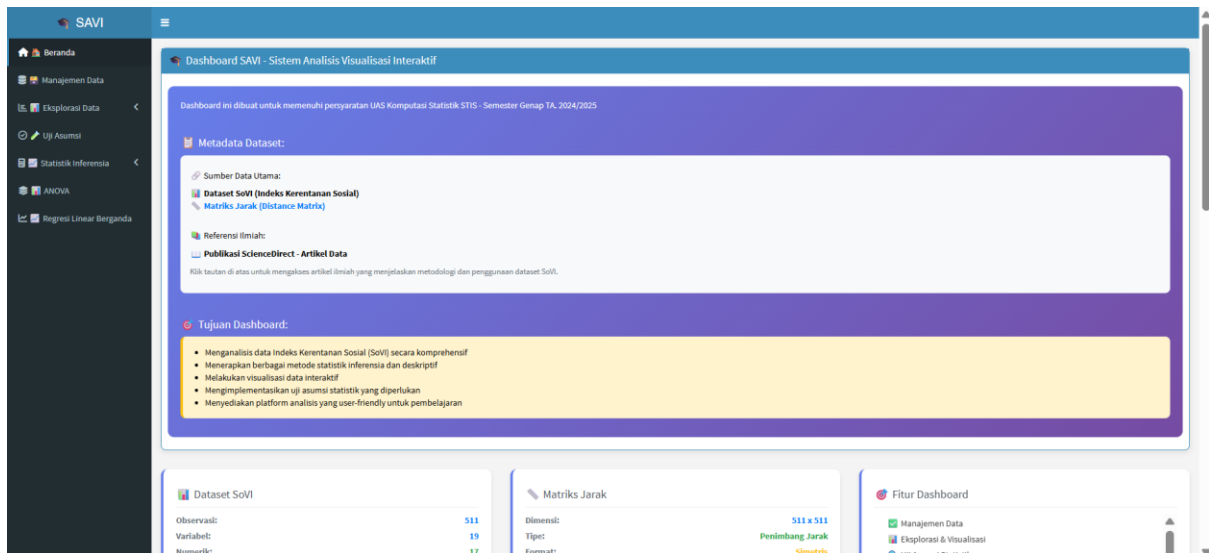 SAVI
Beranda
Manajemen Data
Eksplorasi Data
Uji Asumsi
Statistik Inferensia
ANOVA
Regresi Linear Berganda
Dashboard SAVI - Sistem Analisis Visualisasi Interaktif
Dashboard ini dibuat untuk memenuhi persyaratan UAS Komputasi Statistik STIS - Semester Genap TA. 2024/2025
Metadata Dataset:
Sumber Data Utama:
Dataset SoVI (Indeks Kerentanan Sosial)
Matriks Jarak (Distance Matrix)
Referensi Ilmiah:
Publikasi ScienceDirect - Artikel Data
Klik tautan di atas untuk mengakses artikel ilmiah yang menjelaskan metodologi dan penggunaan dataset SoVI.
Tujuan Dashboard:
• Menganalisis data Indeks Kerentanan Sosial (SoVI) secara komprehensif
• Menerapkan berbagai metode statistik inferensia dan deskriptif
• Melakukan visualisasi data interaktif
• Mengimplementasikan uji asumsi statistik yang diperlukan
• Menyediakan platform analisis yang user-friendly untuk pembelajaran
Dataset SoVI
Observasi: 511
Variabel: 19
Numerik: 17
Matriks Jarak
Dimensi: 511 x 511
Tipe: Penimbang Jarak
Format: Simetris
Fitur Dashboard
Manajemen Data
Eksplorasi & Visualisasi